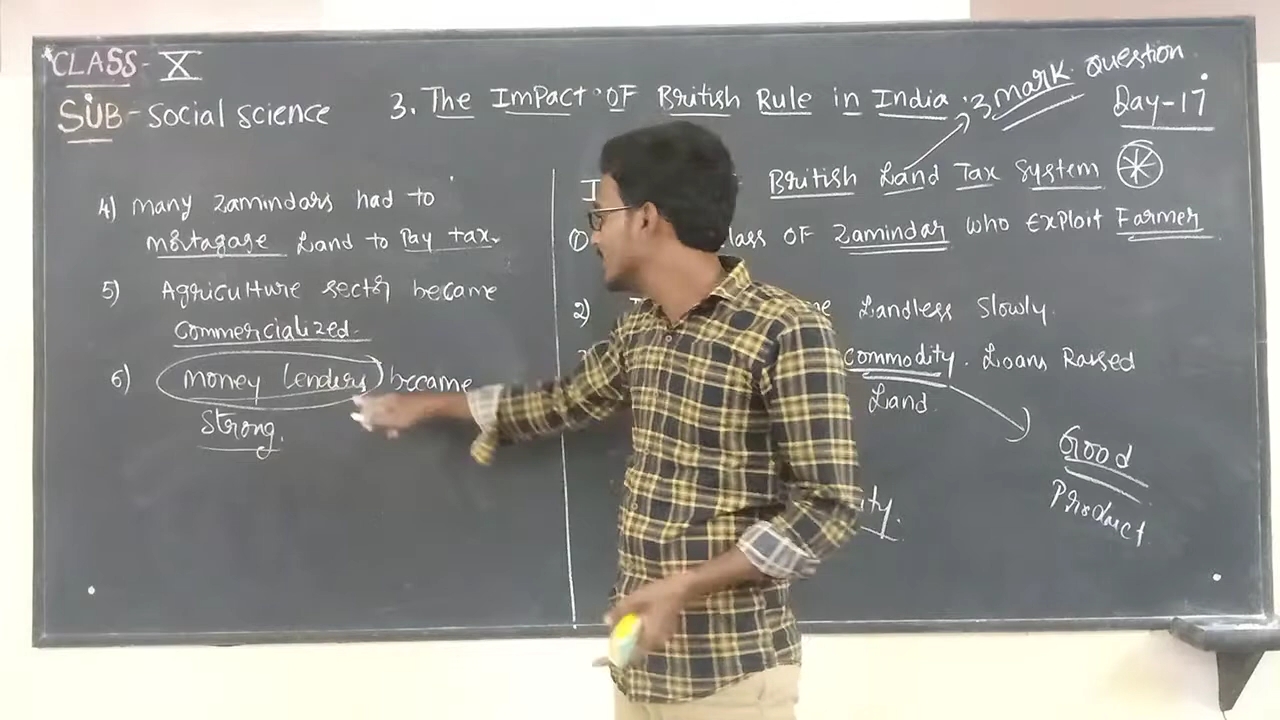 CLASS - X
SUB - Social science
3. The ImPact OF British Rule in India
3 mark question
Day-17
4) many zamindars had to
mortagage Land to Pay tax.
5) Agriculture sector became
Commercialized.
6) money Lenders became
Strong.
British Land Tax System
① OF zamindar who Exploit Farmer
2) Landless Slowly.
commodity. Loans Raised
Land.
Good
Product